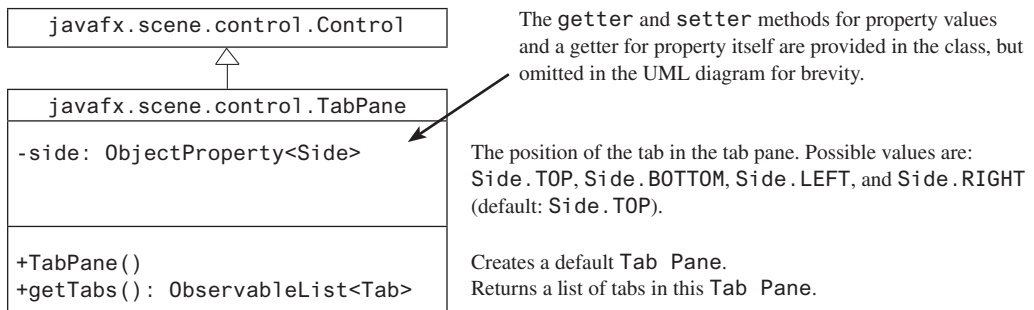 javafx.scene.control.Control
The getter and setter methods for property values
and a getter for property itself are provided in the class, but
omitted in the UML diagram for brevity.
javafx.scene.control.TabPane
-side: ObjectProperty<Side>
The position of the tab in the tab pane. Possible values are:
Side.TOP, Side.BOTTOM, Side.LEFT, and Side.RIGHT
(default: Side.TOP).
+TabPane()
Creates a default Tab Pane.
+getTabs(): ObservableList<Tab>
Returns a list of tabs in this Tab Pane.